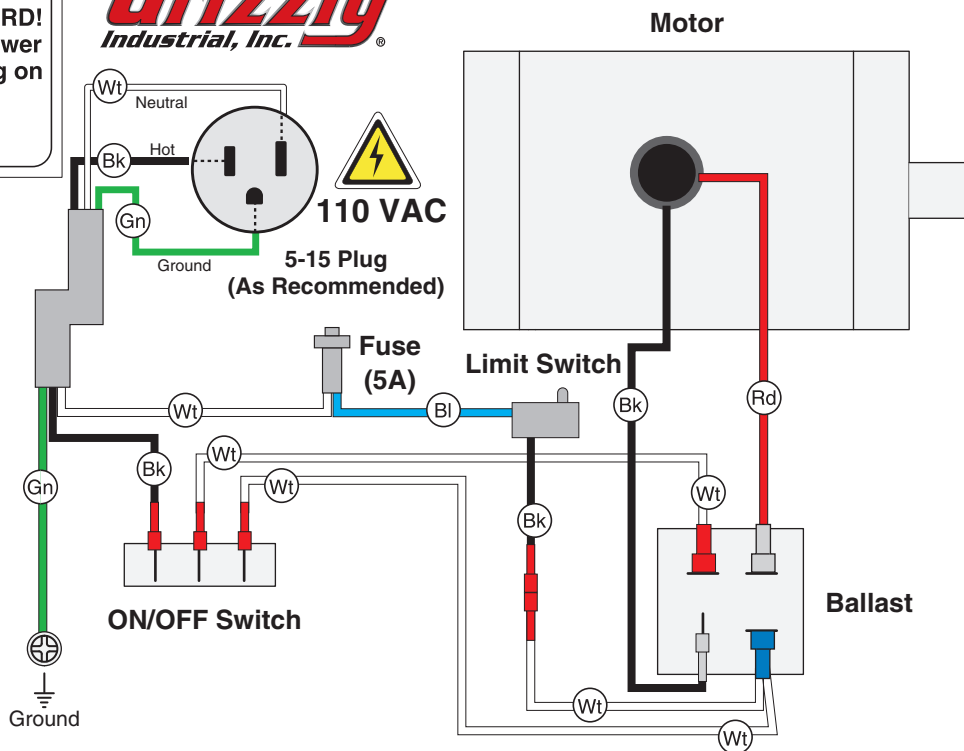 RD!
wer
g on
Grizzly
Industrial, Inc.
®
Motor
Wt
Neutral
Bk
Hot
Gn
Ground
110 VAC
5-15 Plug
(As Recommended)
Fuse
(5A)
Limit Switch
Wt
Bl
Bk
Rd
Wt
Bk
Wt
Wt
Gn
Bk
ON/OFF Switch
Ballast
Ground
Wt
Wt